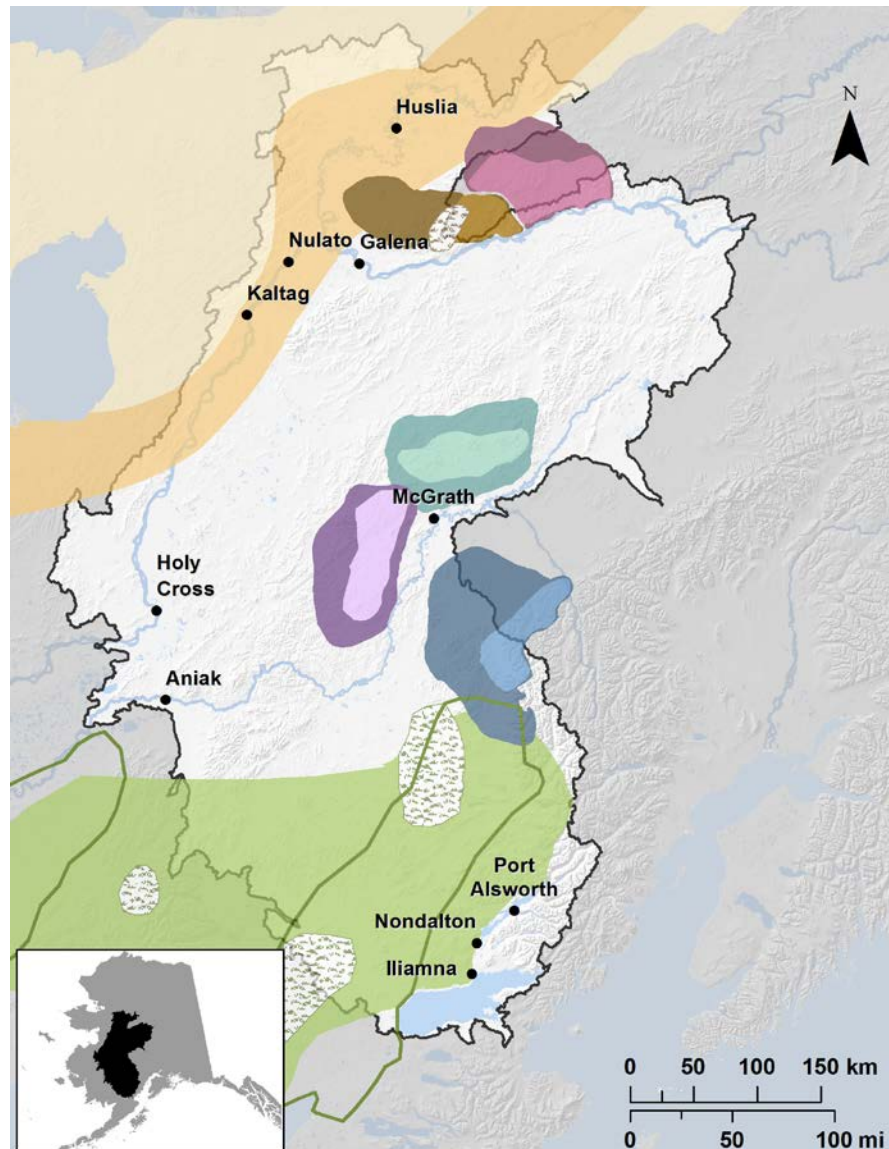 Huslia
N
Nulato
Galena
Kaltag
McGrath
Holy
Cross
Aniak
Port
Alsworth
Nondalton
Iliamna
0 50 100 150 km
0 50 100 mi